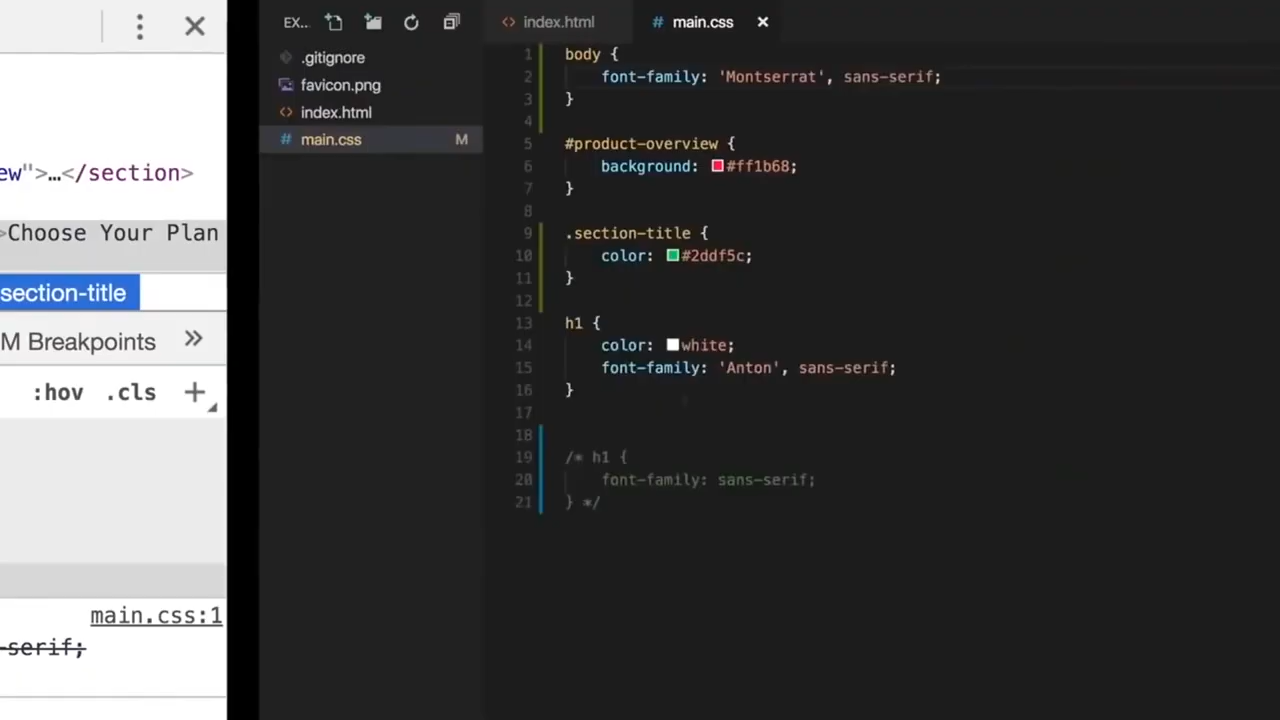 ew">…</section>
>Choose Your Plan
section-title
M Breakpoints »
:hov .cls +
main.css:1
-serif;
EX...
.gitignore
favicon.png
<> index.html
# main.css M
<> index.html # main.css ×
1 body {
2 font-family: 'Montserrat', sans-serif;
3 }
4
5 #product-overview {
6 background: #ff1b68;
7 }
8
9 .section-title {
10 color: #2ddf5c;
11 }
12
13 h1 {
14 color: white;
15 font-family: 'Anton', sans-serif;
16 }
17
18
19 /* h1 {
20 font-family: sans-serif;
21 } */